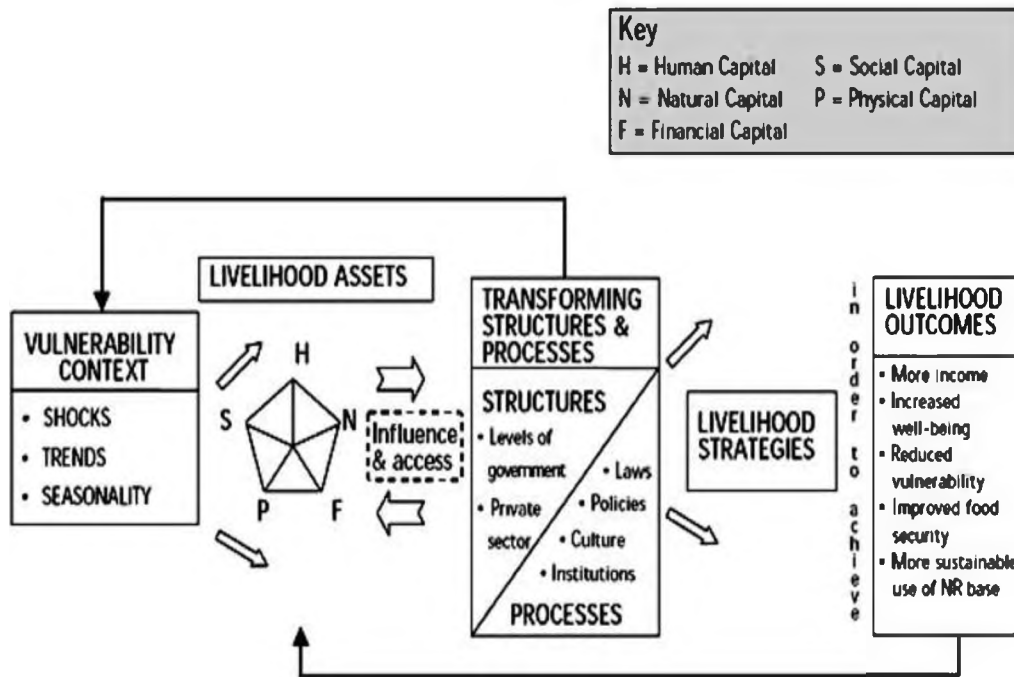 Key
H = Human Capital S = Social Capital
N = Natural Capital P = Physical Capital
F = Financial Capital
LIVELIHOOD ASSETS
VULNERABILITY
CONTEXT
• SHOCKS
• TRENDS
• SEASONALITY
H
S
N
P
F
Influence
& access
TRANSFORMING
STRUCTURES &
PROCESSES
STRUCTURES
• Levels of
government
• Private
sector
• Laws
• Policies
• Culture
• Institutions
PROCESSES
LIVELIHOOD
STRATEGIES
in order to achieve
LIVELIHOOD
OUTCOMES
• More income
• Increased
well-being
• Reduced
vulnerability
• Improved food
security
• More sustainable
use of NR base